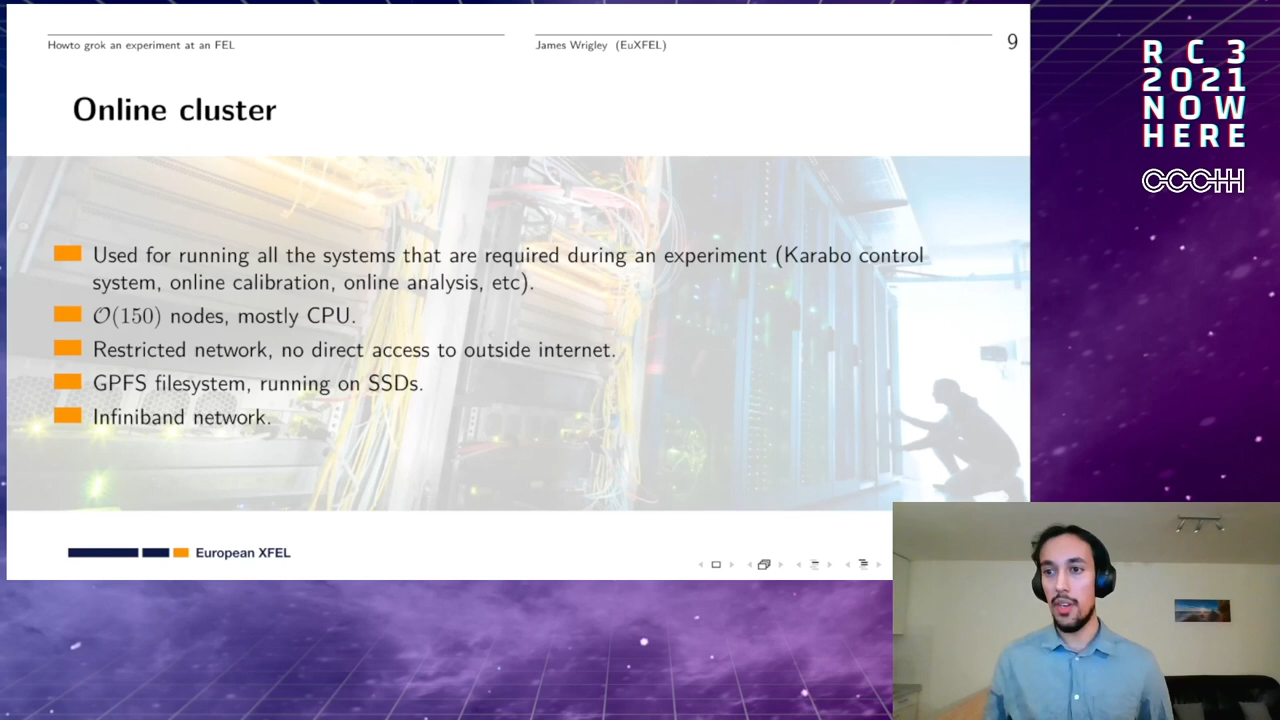 Howto grok an experiment at an FEL
James Wrigley (EuXFEL)
9
Online cluster
Used for running all the systems that are required during an experiment (Karabo control
system, online calibration, online analysis, etc).
O(150) nodes, mostly CPU.
Restricted network, no direct access to outside internet.
GPFS filesystem, running on SSDs.
Infiniband network.
European XFEL
R C 3
2021
NOW
HERE
CCCHH